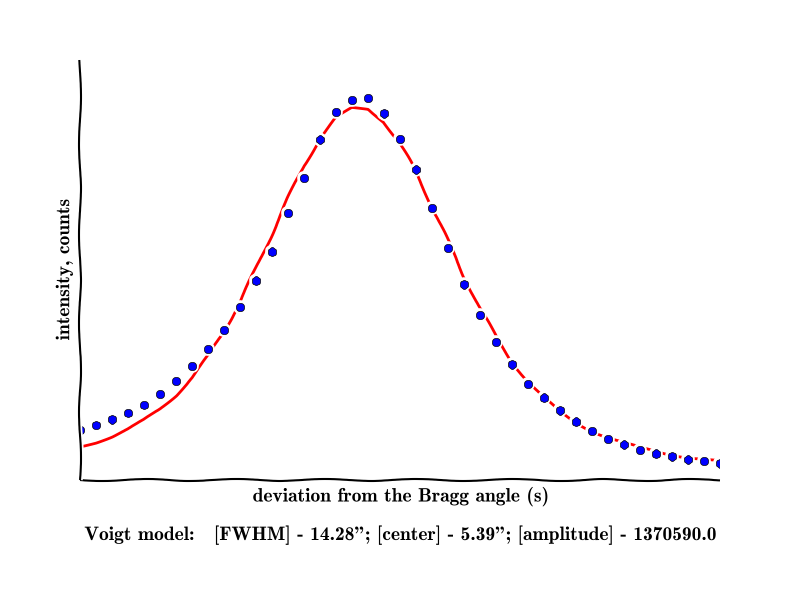 intensity, counts
deviation from the Bragg angle (s)
Voigt model: [FWHM] - 14.28”; [center] - 5.39”; [amplitude] - 1370590.0